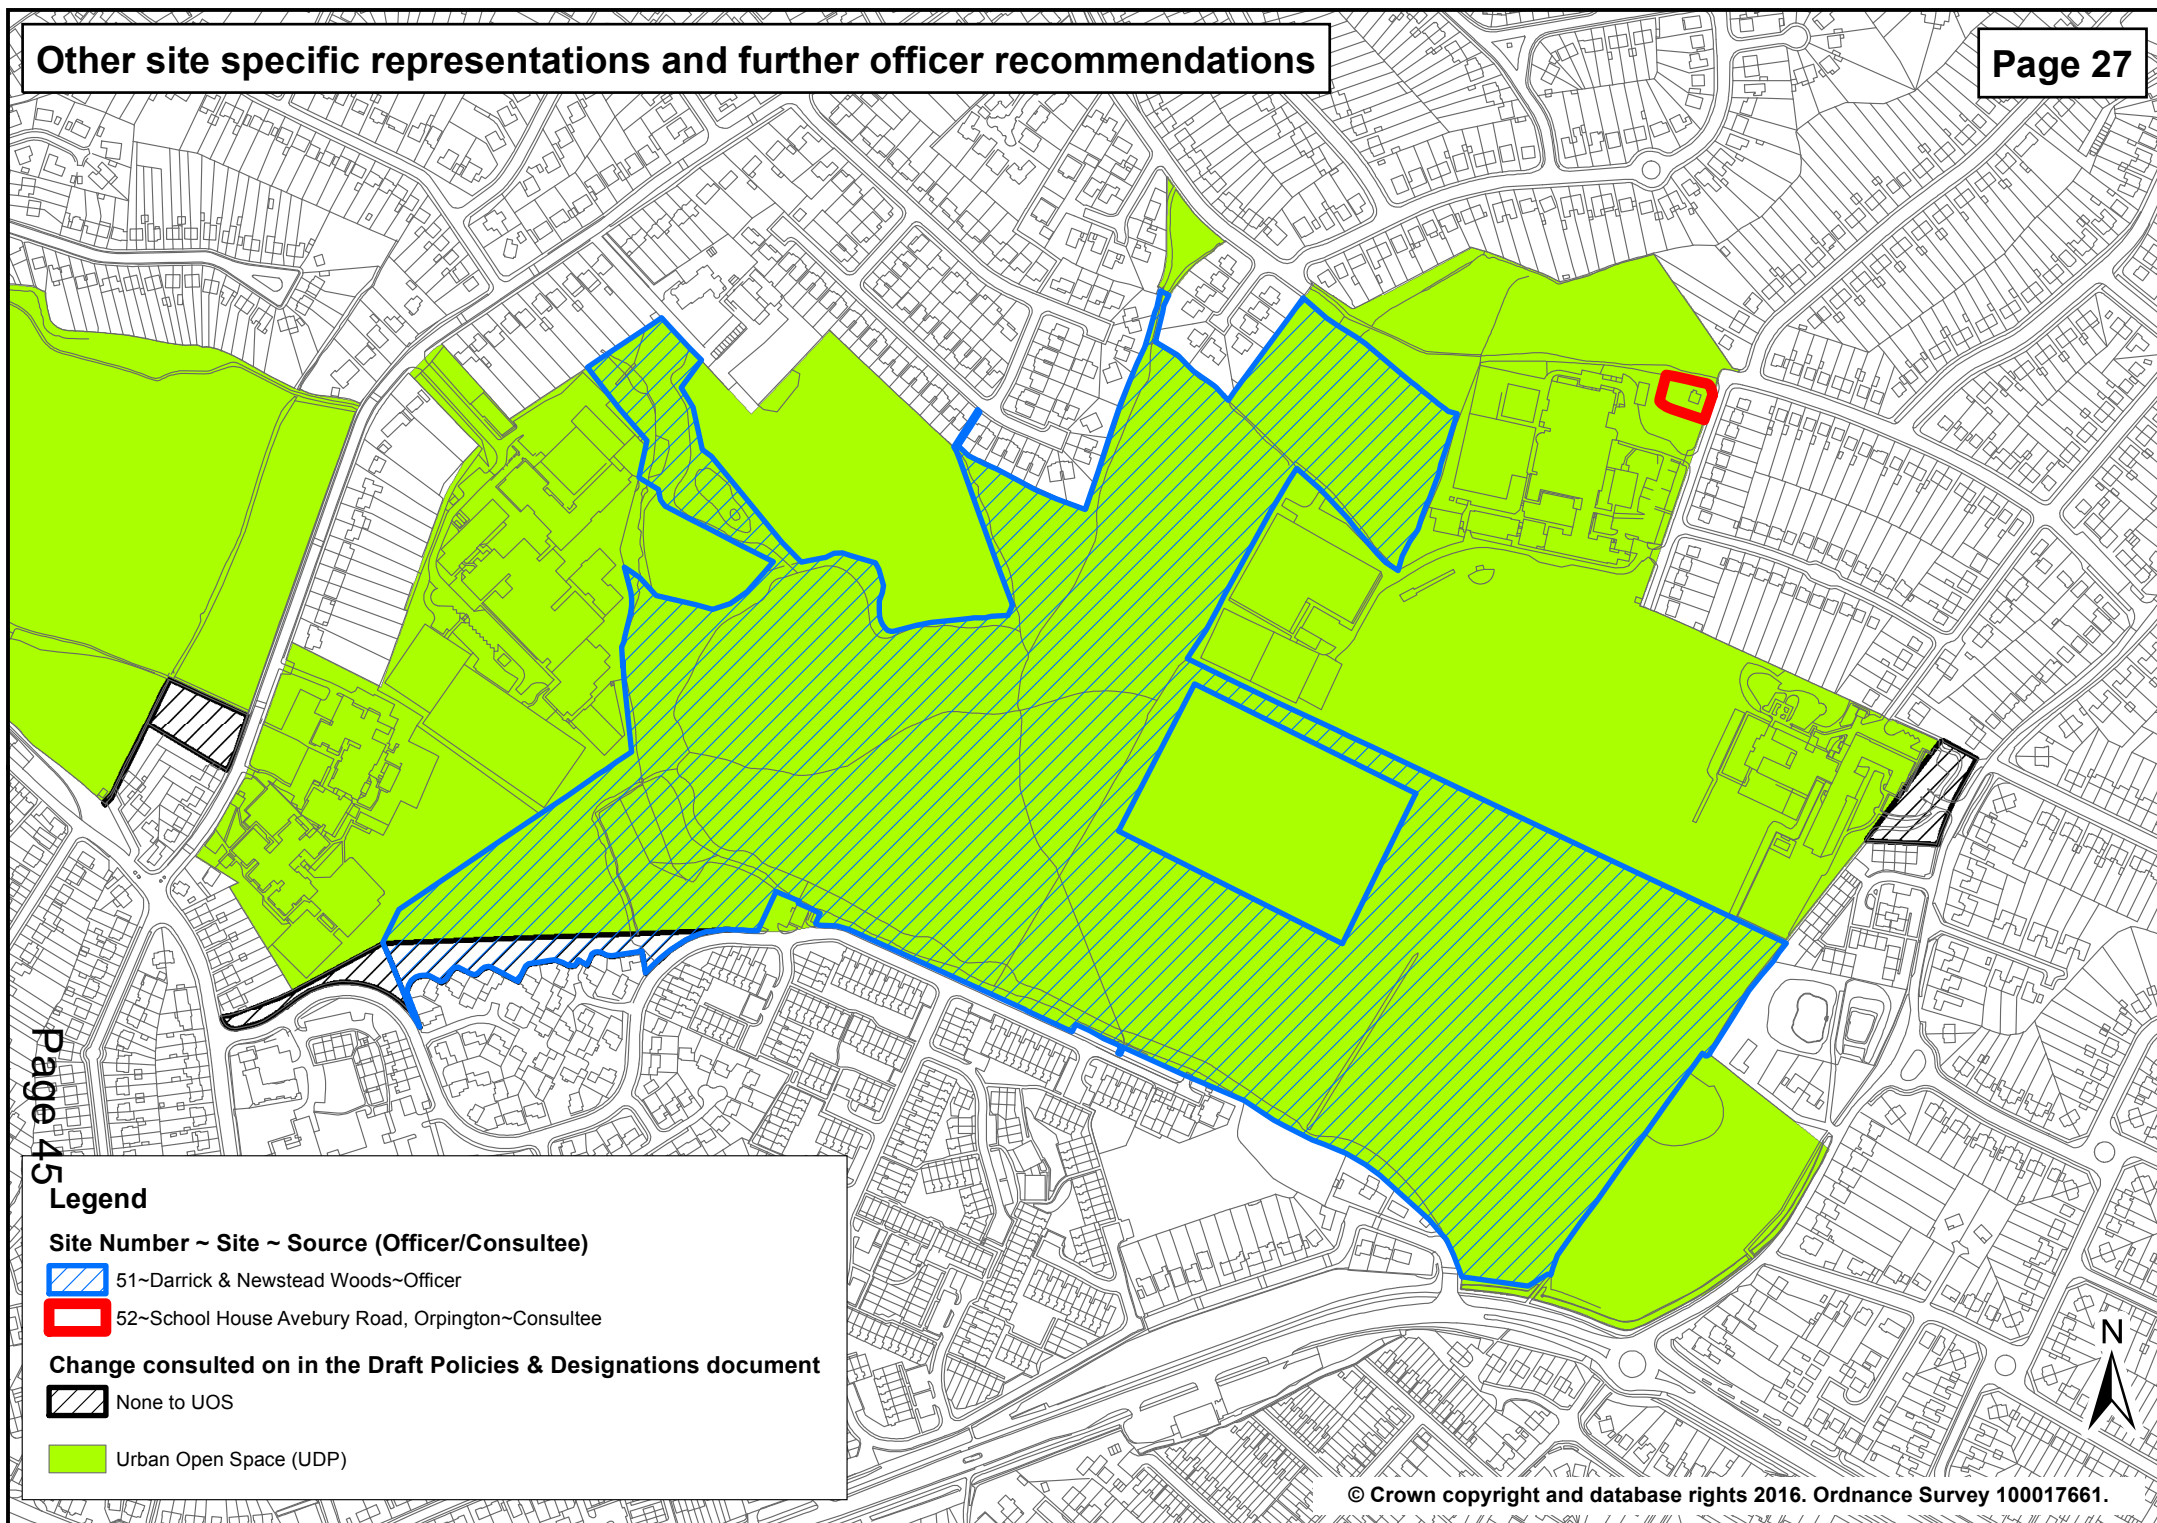 Other site specific representations and further officer recommendations
Page 27
Page 45
Legend
Site Number ~ Site ~ Source (Officer/Consultee)
51~Darrick & Newstead Woods~Officer
52~School House Avebury Road, Orpington~Consultee
Change consulted on in the Draft Policies & Designations document
None to UOS
Urban Open Space (UDP)
N
© Crown copyright and database rights 2016. Ordnance Survey 100017661.